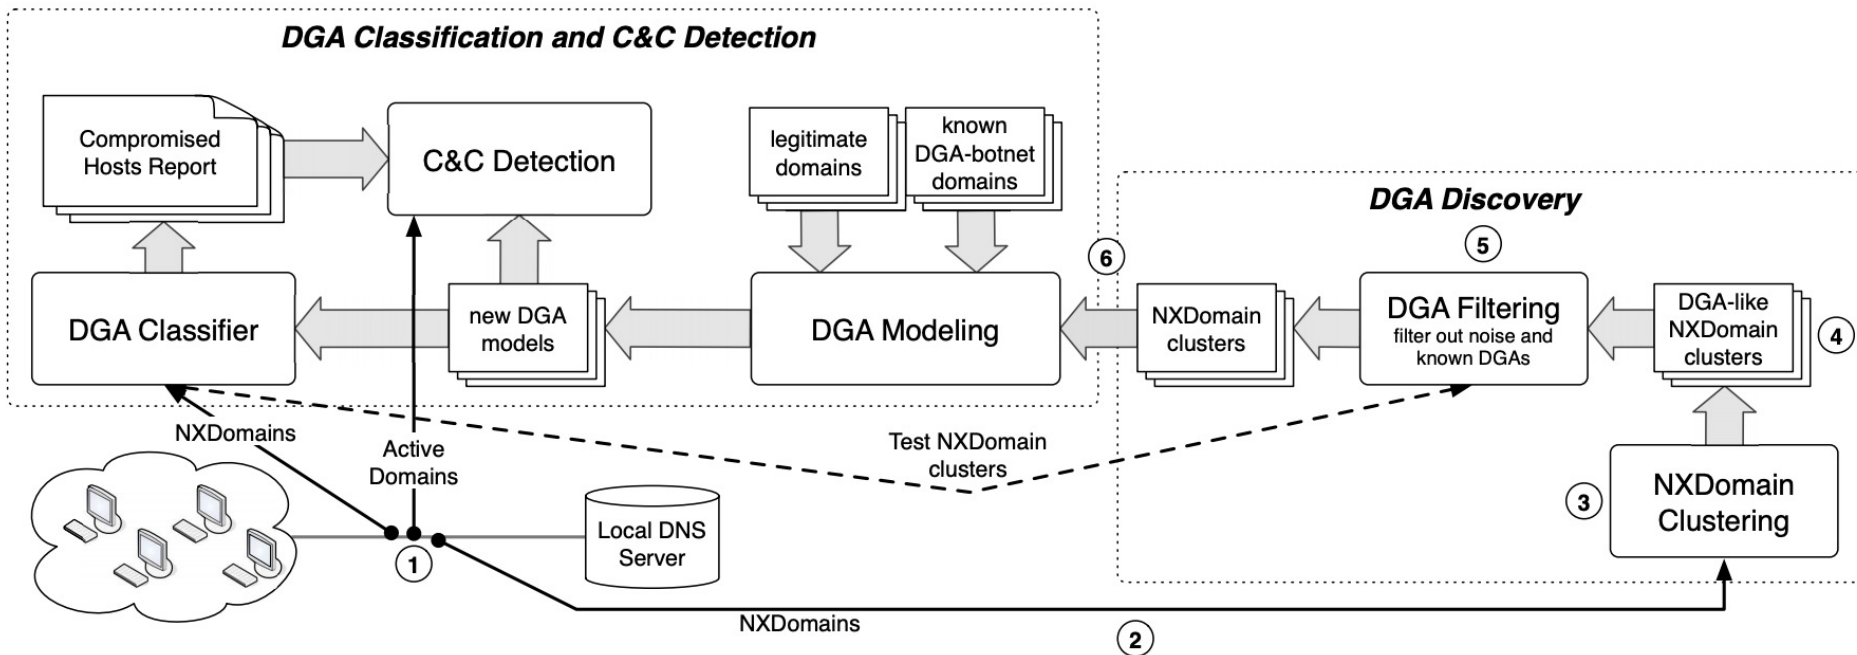 DGA Classification and C&C Detection
Compromised
Hosts Report
C&C Detection
legitimate
domains
known
DGA-botnet
domains
DGA Classifier
new DGA
models
DGA Modeling
6
DGA Discovery
5
NXDomain
clusters
DGA Filtering
filter out noise and
known DGAs
DGA-like
NXDomain
clusters
4
NXDomains
Active
Domains
Test NXDomain
clusters
3
NXDomain
Clustering
Local DNS
Server
1
NXDomains
2